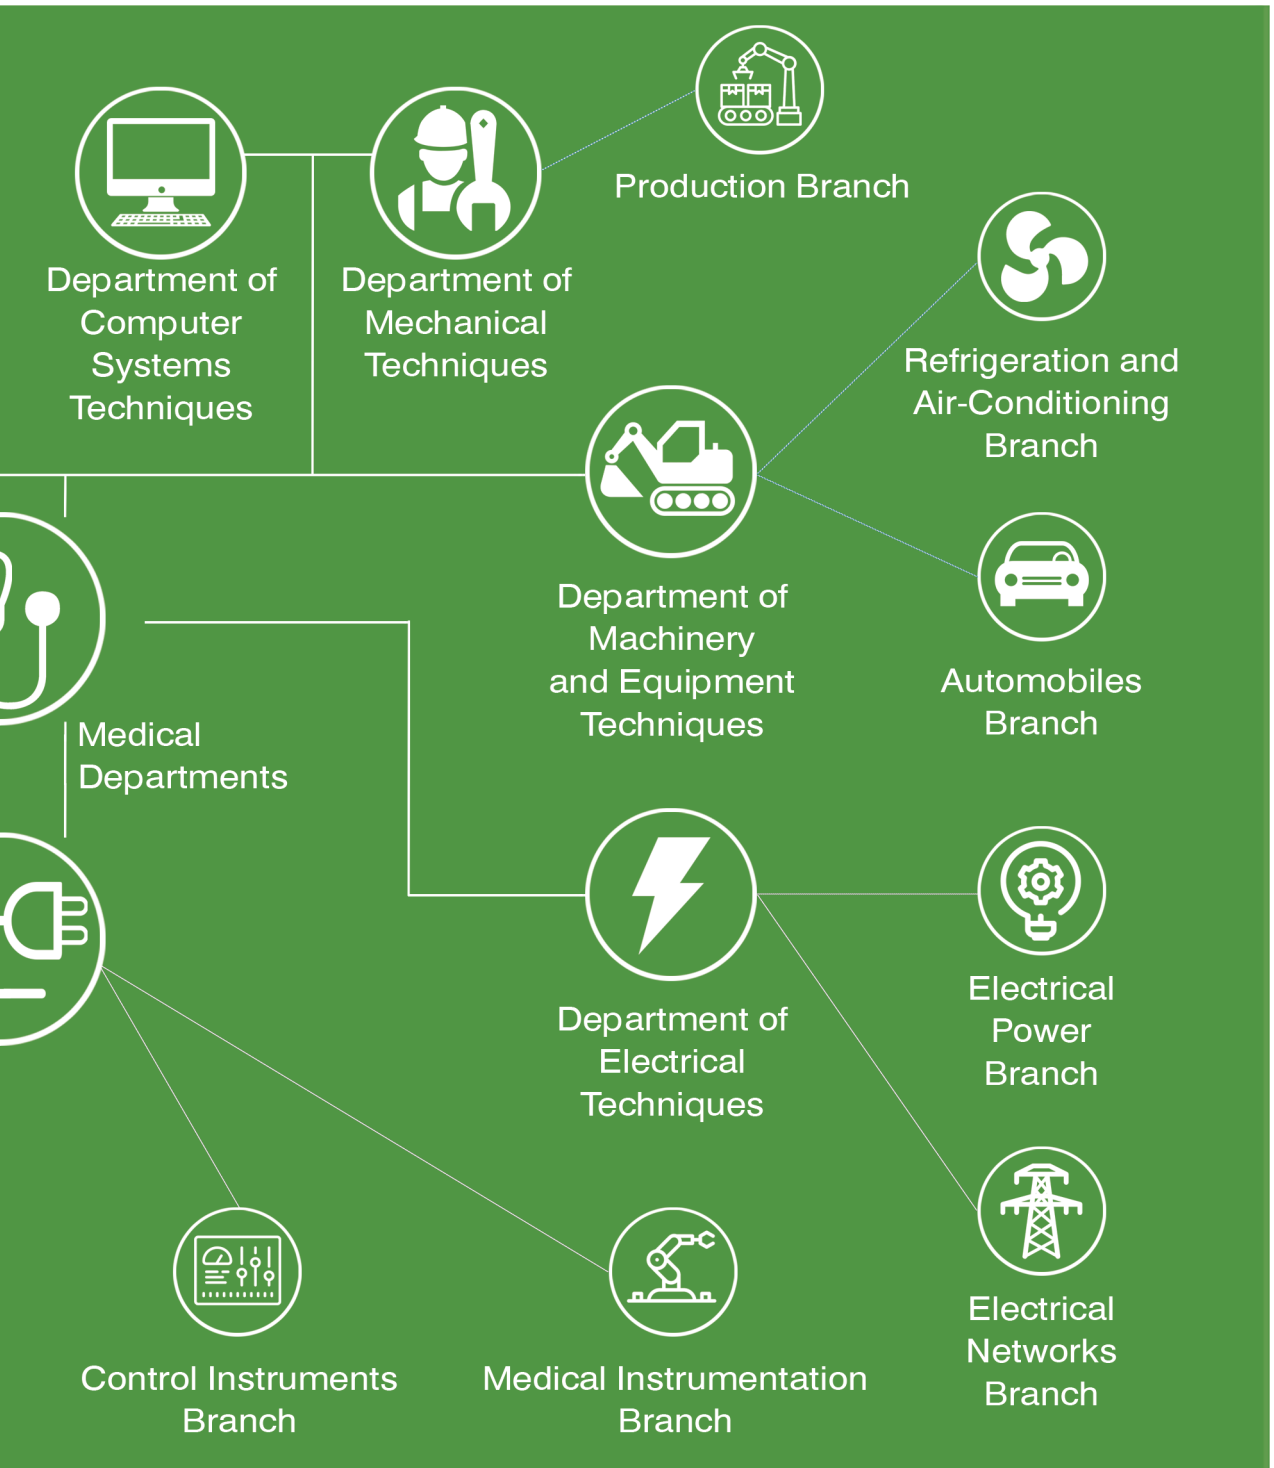 Production Branch
Department of
Computer
Systems
Techniques
Department of
Mechanical
Techniques
Refrigeration and
Air-Conditioning
Branch
Department of
Machinery
and Equipment
Techniques
Automobiles
Branch
Medical
Departments
Department of
Electrical
Techniques
Electrical
Power
Branch
Electrical
Networks
Branch
Control Instruments
Branch
Medical Instrumentation
Branch